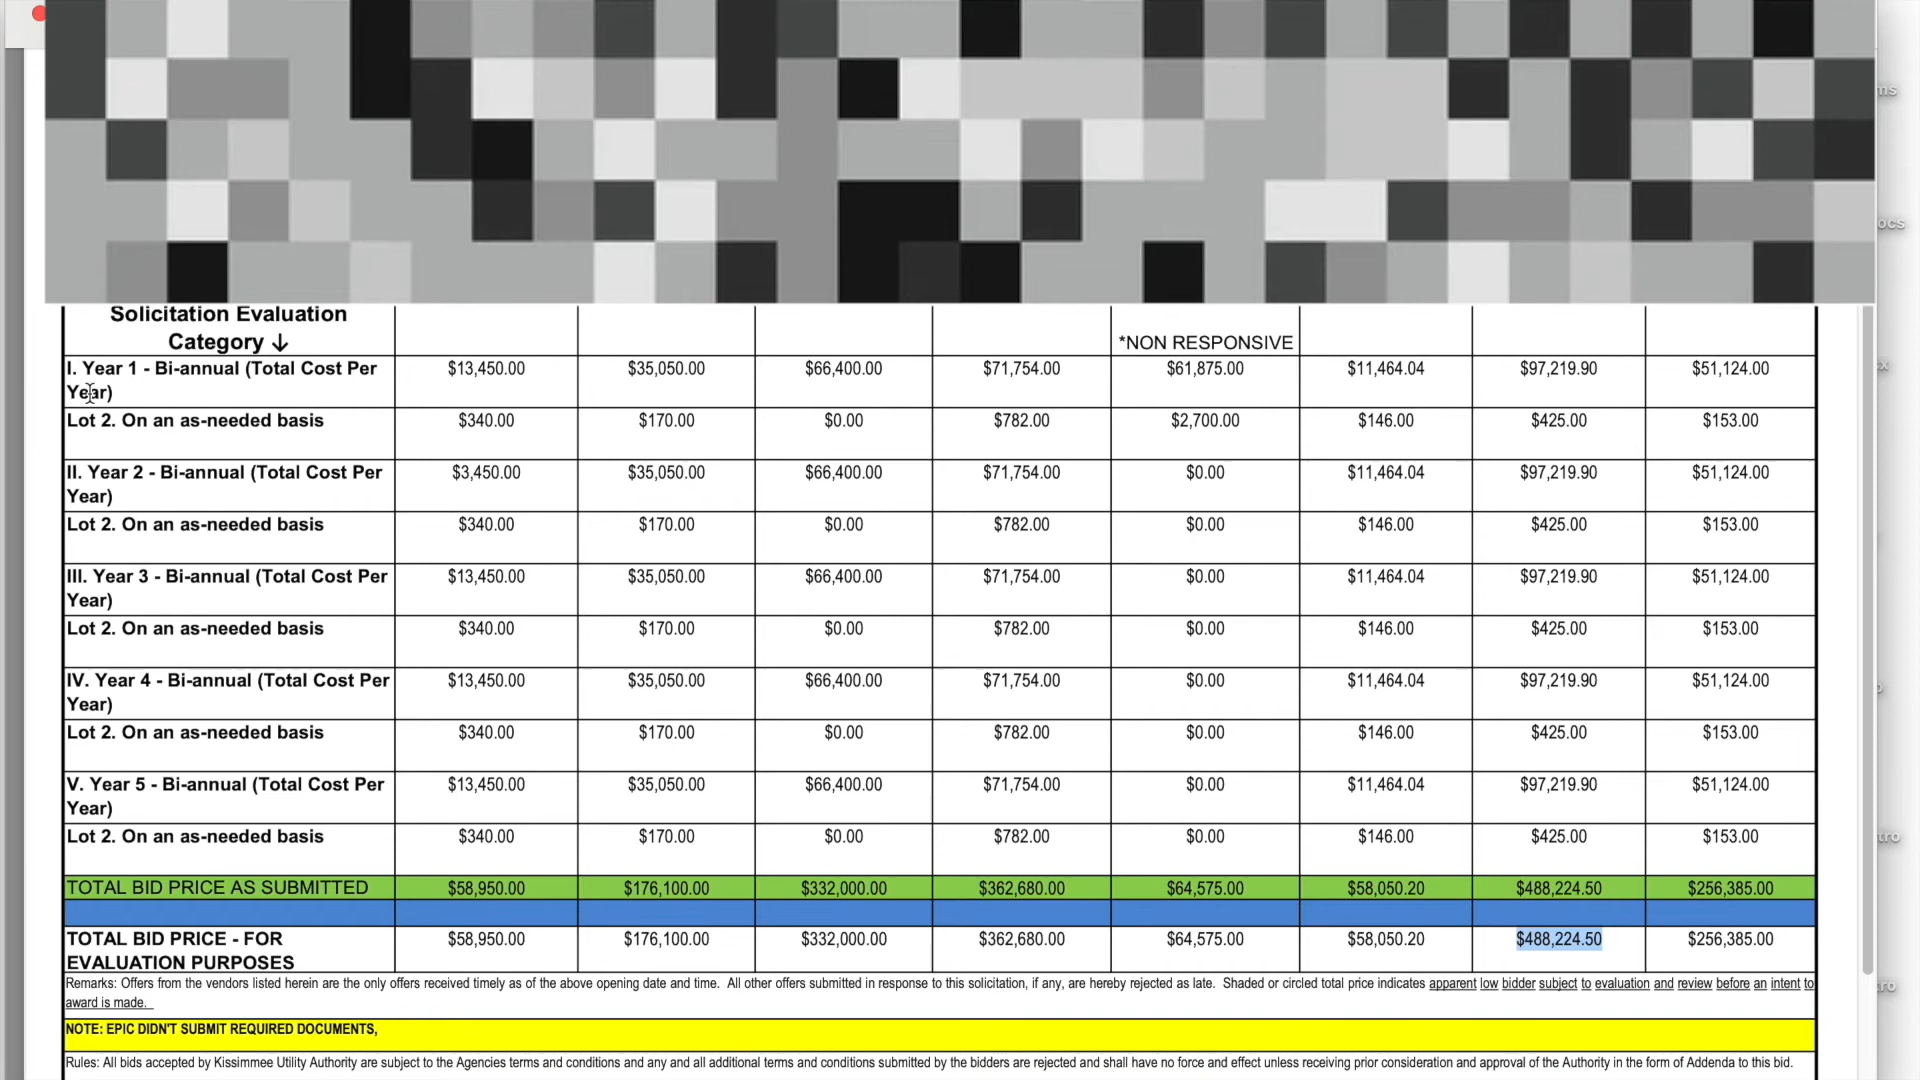 Solicitation Evaluation
Category ↓ *NON RESPONSIVE
I. Year 1 - Bi-annual (Total Cost Per
Year) $13,450.00 $35,050.00 $66,400.00 $71,754.00 $61,875.00 $11,464.04 $97,219.90 $51,124.00
Lot 2. On an as-needed basis $340.00 $170.00 $0.00 $782.00 $2,700.00 $146.00 $425.00 $153.00
II. Year 2 - Bi-annual (Total Cost Per
Year) $3,450.00 $35,050.00 $66,400.00 $71,754.00 $0.00 $11,464.04 $97,219.90 $51,124.00
Lot 2. On an as-needed basis $340.00 $170.00 $0.00 $782.00 $0.00 $146.00 $425.00 $153.00
III. Year 3 - Bi-annual (Total Cost Per
Year) $13,450.00 $35,050.00 $66,400.00 $71,754.00 $0.00 $11,464.04 $97,219.90 $51,124.00
Lot 2. On an as-needed basis $340.00 $170.00 $0.00 $782.00 $0.00 $146.00 $425.00 $153.00
IV. Year 4 - Bi-annual (Total Cost Per
Year) $13,450.00 $35,050.00 $66,400.00 $71,754.00 $0.00 $11,464.04 $97,219.90 $51,124.00
Lot 2. On an as-needed basis $340.00 $170.00 $0.00 $782.00 $0.00 $146.00 $425.00 $153.00
V. Year 5 - Bi-annual (Total Cost Per
Year) $13,450.00 $35,050.00 $66,400.00 $71,754.00 $0.00 $11,464.04 $97,219.90 $51,124.00
Lot 2. On an as-needed basis $340.00 $170.00 $0.00 $782.00 $0.00 $146.00 $425.00 $153.00
TOTAL BID PRICE AS SUBMITTED $58,950.00 $176,100.00 $332,000.00 $362,680.00 $64,575.00 $58,050.20 $488,224.50 $256,385.00
TOTAL BID PRICE - FOR
EVALUATION PURPOSES $58,950.00 $176,100.00 $332,000.00 $362,680.00 $64,575.00 $58,050.20 $488,224.50 $256,385.00
Remarks: Offers from the vendors listed herein are the only offers received timely as of the above opening date and time. All other offers submitted in response to this solicitation, if any, are hereby rejected as late. Shaded or circled total price indicates apparent low bidder subject to evaluation and review before an intent to
award is made.
NOTE: EPIC DIDN'T SUBMIT REQUIRED DOCUMENTS,
Rules: All bids accepted by Kissimmee Utility Authority are subject to the Agencies terms and conditions and any and all additional terms and conditions submitted by the bidders are rejected and shall have no force and effect unless receiving prior consideration and approval of the Authority in the form of Addenda to this bid.